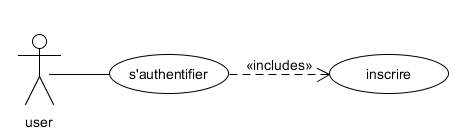 «includes»
s'authentifier
inscrire
user